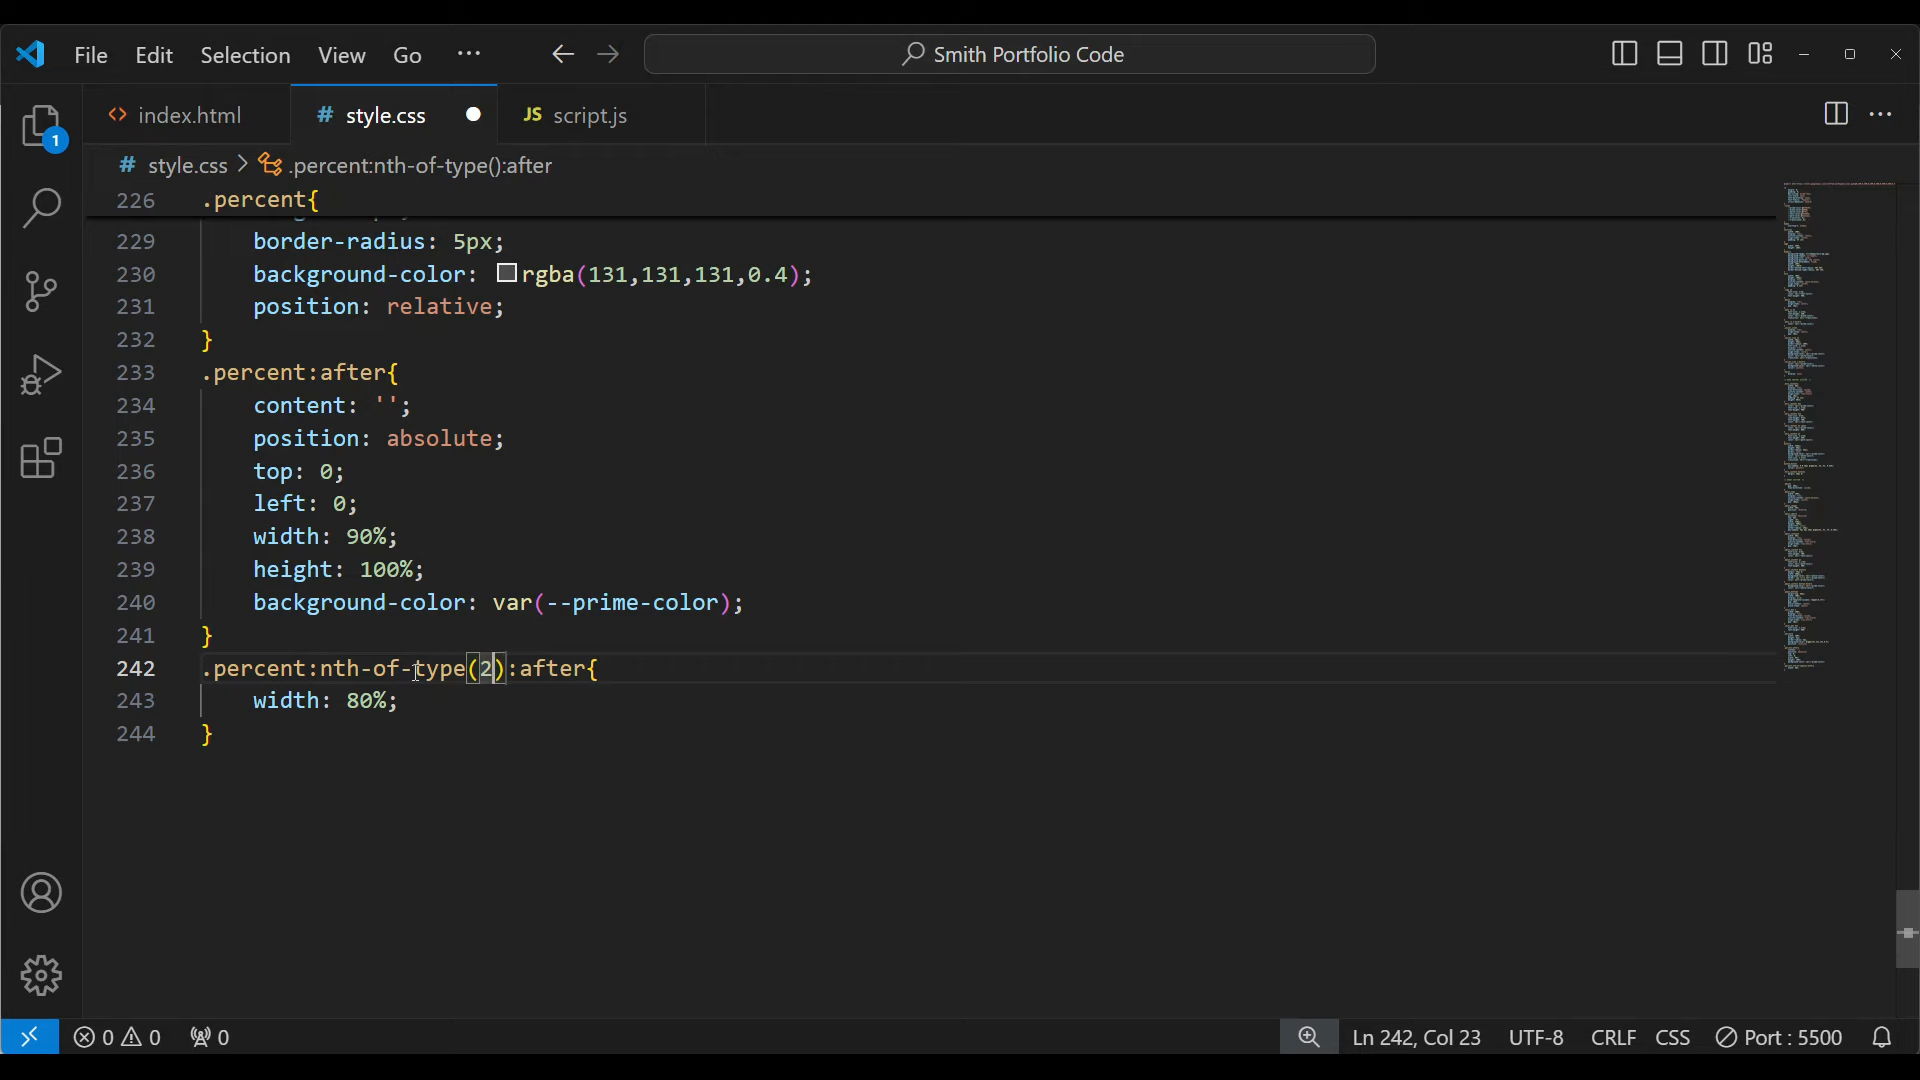 File Edit Selection View Go ··· Smith Portfolio Code
index.html style.css JS script.js
style.css > .percent:nth-of-type():after
226 .percent{
229 border-radius: 5px;
230 background-color: rgba(131,131,131,0.4);
231 position: relative;
232 }
233 .percent:after{
234 content: '';
235 position: absolute;
236 top: 0;
237 left: 0;
238 width: 90%;
239 height: 100%;
240 background-color: var(--prime-color);
241 }
242 .percent:nth-of-type(2):after{
243 width: 80%;
244 }
1
0 0 0 Ln 242, Col 23 UTF-8 CRLF CSS Port : 5500